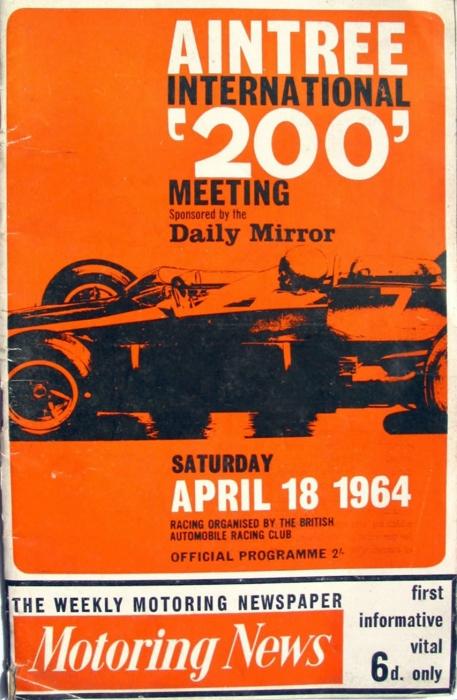 AINTREE
INTERNATIONAL
‘200’
MEETING
Sponsored by the
Daily Mirror
7
SATURDAY
APRIL 18 1964
RACING ORGANISED BY THE BRITISH
AUTOMOBILE RACING CLUB
OFFICIAL PROGRAMME 2/-
THE WEEKLY MOTORING NEWSPAPER
Motoring News
first
informative
vital
6d. only